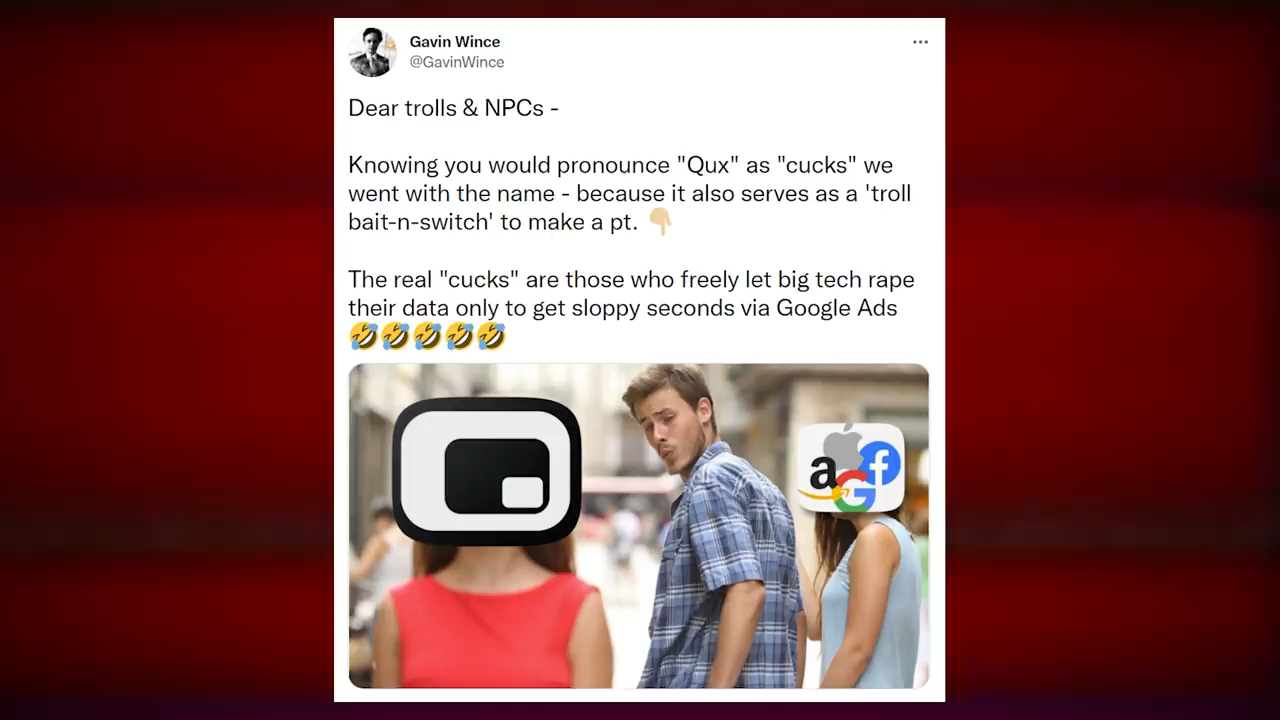 Gavin Wince
@GavinWince
Dear trolls & NPCs -
Knowing you would pronounce "Qux" as "cucks" we
went with the name - because it also serves as a 'troll
bait-n-switch' to make a pt. 👇🏼
The real "cucks" are those who freely let big tech rape
their data only to get sloppy seconds via Google Ads
🤣🤣🤣🤣🤣
a f
G